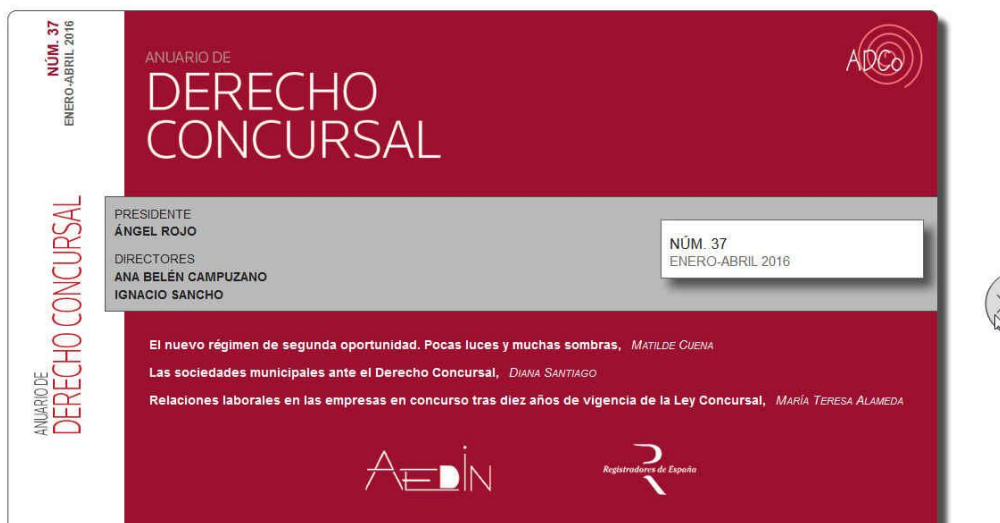 NÚM. 37
ENERO-ABRIL 2016
ANUARIO DE
DERECHO CONCURSAL
ANUARIO DE
DERECHO
CONCURSAL
ADCo
PRESIDENTE
ÁNGEL ROJO
DIRECTORES
ANA BELÉN CAMPUZANO
IGNACIO SANCHO
NÚM. 37
ENERO-ABRIL 2016
El nuevo régimen de segunda oportunidad. Pocas luces y muchas sombras, MATILDE CUENA
Las sociedades municipales ante el Derecho Concursal, DIANA SANTIAGO
Relaciones laborales en las empresas en concurso tras diez años de vigencia de la Ley Concursal, MARÍA TERESA ALAMEDA
AEDIN
Registradores de España